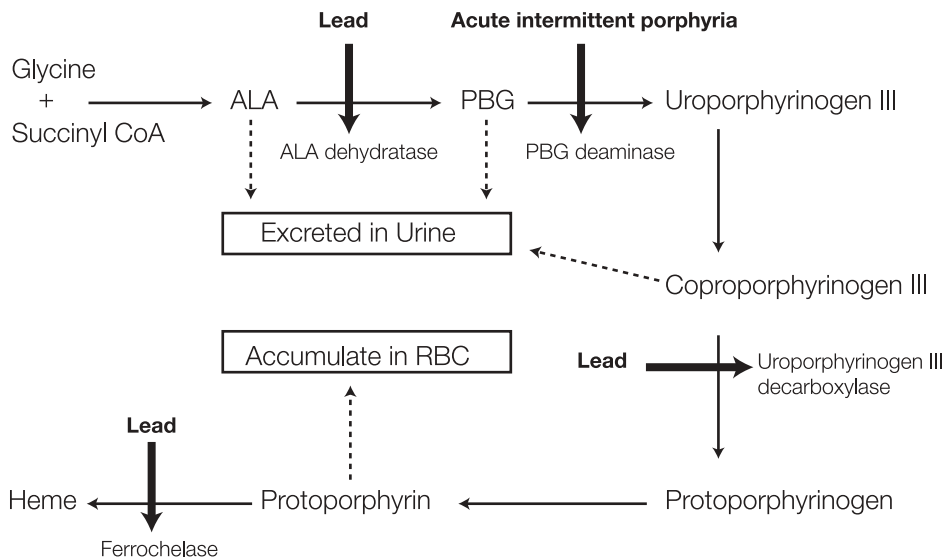 Lead
Acute intermittent porphyria
Glycine
+
Succinyl CoA
ALA
PBG
Uroporphyrinogen III
ALA dehydratase
PBG deaminase
Excreted in Urine
Coproporphyrinogen III
Accumulate in RBC
Lead
Uroporphyrinogen III
decarboxylase
Lead
Heme
Protoporphyrin
Protoporphyrinogen
Ferrochelase